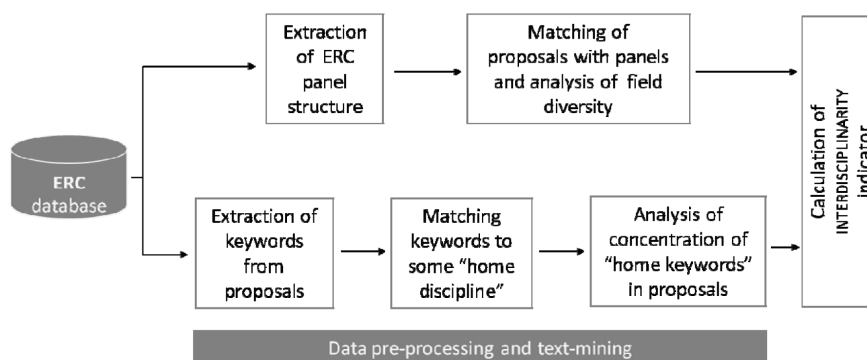 Extraction
of ERC
panel
structure
Matching of
proposals with panels
and analysis of field
diversity
Calculation of
INTERDISCIPLINARITY
indicator
ERC
database
Extraction of
keywords
from
proposals
Matching
keywords to
some “home
discipline”
Analysis of
concentration of
“home keywords”
in proposals
Data pre-processing and text-mining